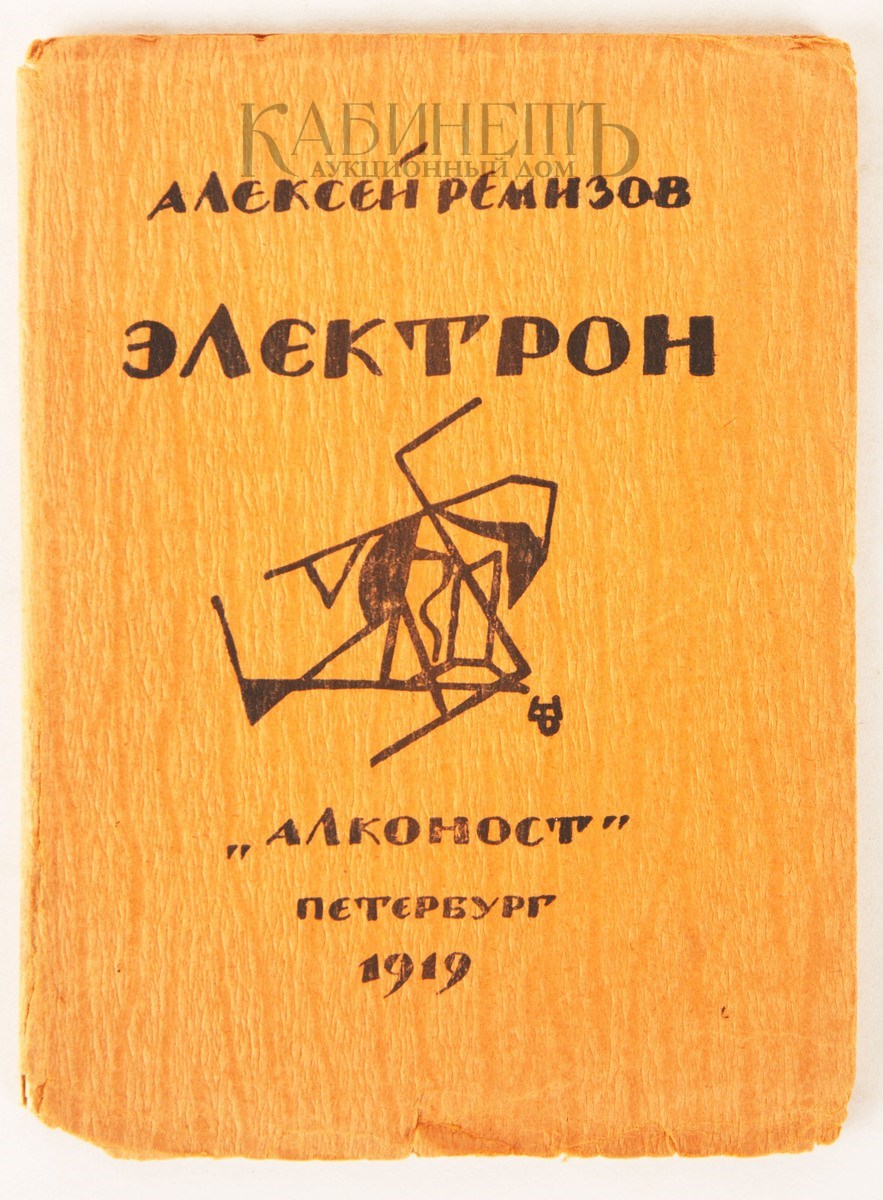 КАБИНЕТЪ
АУКЦИОННЫЙ ДОМ
АЛЕКСЕЙ РЕМИЗОВ
ЭЛЕКТРОН
„АЛКОНОСТ”
ПЕТЕРБУРГ
1919